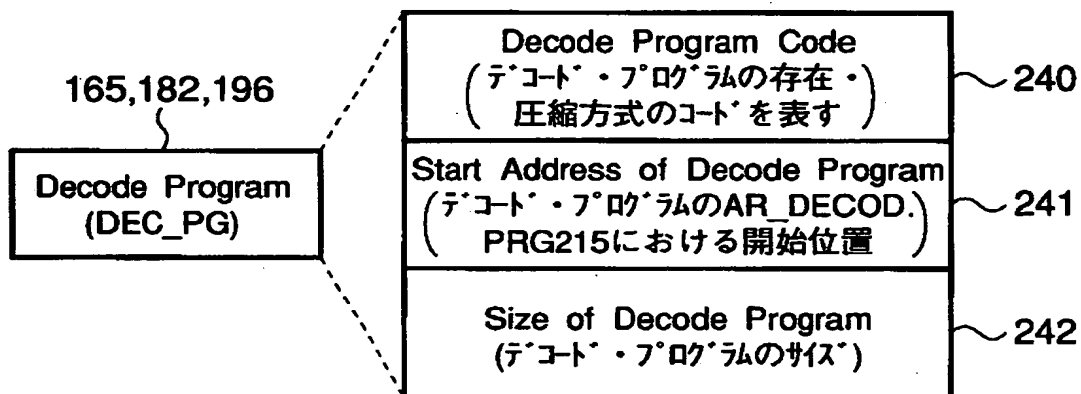 165,182,196
Decode Program
(DEC_PG)
Decode Program Code
(ﾃﾞｺｰﾄﾞ・ﾌﾟﾛｸﾞﾗﾑの存在・
圧縮方式のｺｰﾄﾞを表す)
240
Start Address of Decode Program
(ﾃﾞｺｰﾄﾞ・ﾌﾟﾛｸﾞﾗﾑのAR_DECOD.
PRG215における開始位置)
241
Size of Decode Program
(ﾃﾞｺｰﾄﾞ・ﾌﾟﾛｸﾞﾗﾑのｻｲｽﾞ)
242